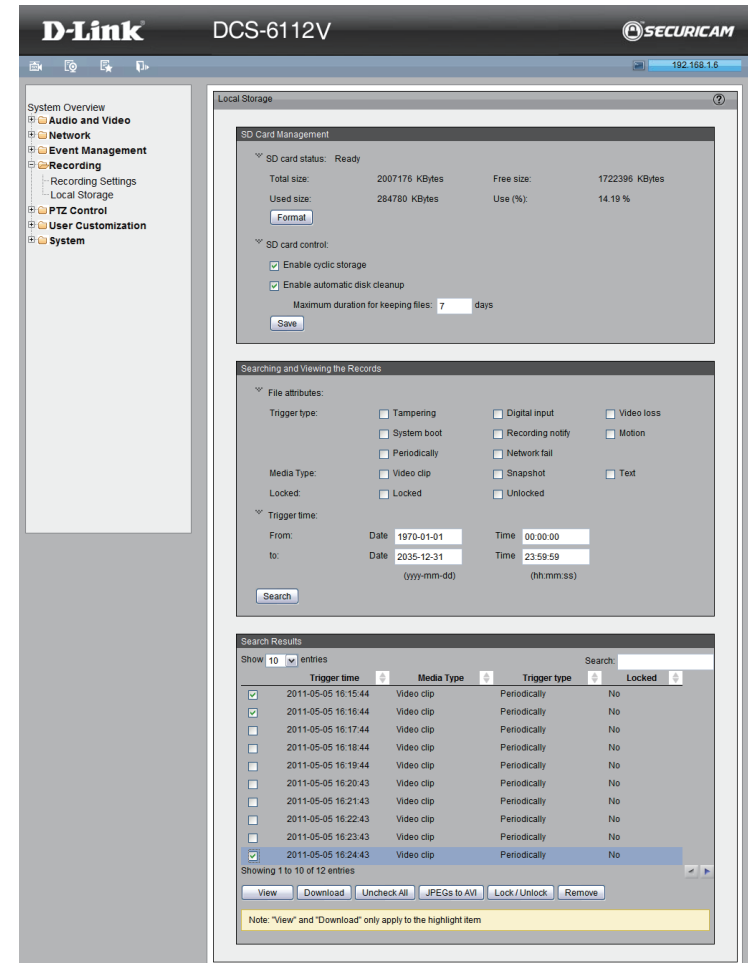 D-Link DCS-6112V SECURICAM
192.168.1.6
System Overview
Audio and Video
Network
Event Management
Recording
Recording Settings
Local Storage
PTZ Control
User Customization
System
Local Storage ?
SD Card Management
SD card status: Ready
Total size: 2007176 KBytes Free size: 1722396 KBytes
Used size: 284780 KBytes Use (%): 14.19 %
Format
SD card control:
Enable cyclic storage
Enable automatic disk cleanup
Maximum duration for keeping files: 7 days
Save
Searching and Viewing the Records
File attributes:
Trigger type: Tampering Digital input Video loss
System boot Recording notify Motion
Periodically Network fail
Media Type: Video clip Snapshot Text
Locked: Locked Unlocked
Trigger time:
From: Date 1970-01-01 Time 00:00:00
to: Date 2035-12-31 Time 23:59:59
(yyyy-mm-dd) (hh:mm:ss)
Search
Search Results
Show 10 entries Search:
Trigger time Media Type Trigger type Locked
2011-05-05 16:15:44 Video clip Periodically No
2011-05-05 16:16:44 Video clip Periodically No
2011-05-05 16:17:44 Video clip Periodically No
2011-05-05 16:18:44 Video clip Periodically No
2011-05-05 16:19:44 Video clip Periodically No
2011-05-05 16:20:43 Video clip Periodically No
2011-05-05 16:21:43 Video clip Periodically No
2011-05-05 16:22:43 Video clip Periodically No
2011-05-05 16:23:43 Video clip Periodically No
2011-05-05 16:24:43 Video clip Periodically No
Showing 1 to 10 of 12 entries
View Download Uncheck All JPEGs to AVI Lock / Unlock Remove
Note: "View" and "Download" only apply to the highlight item